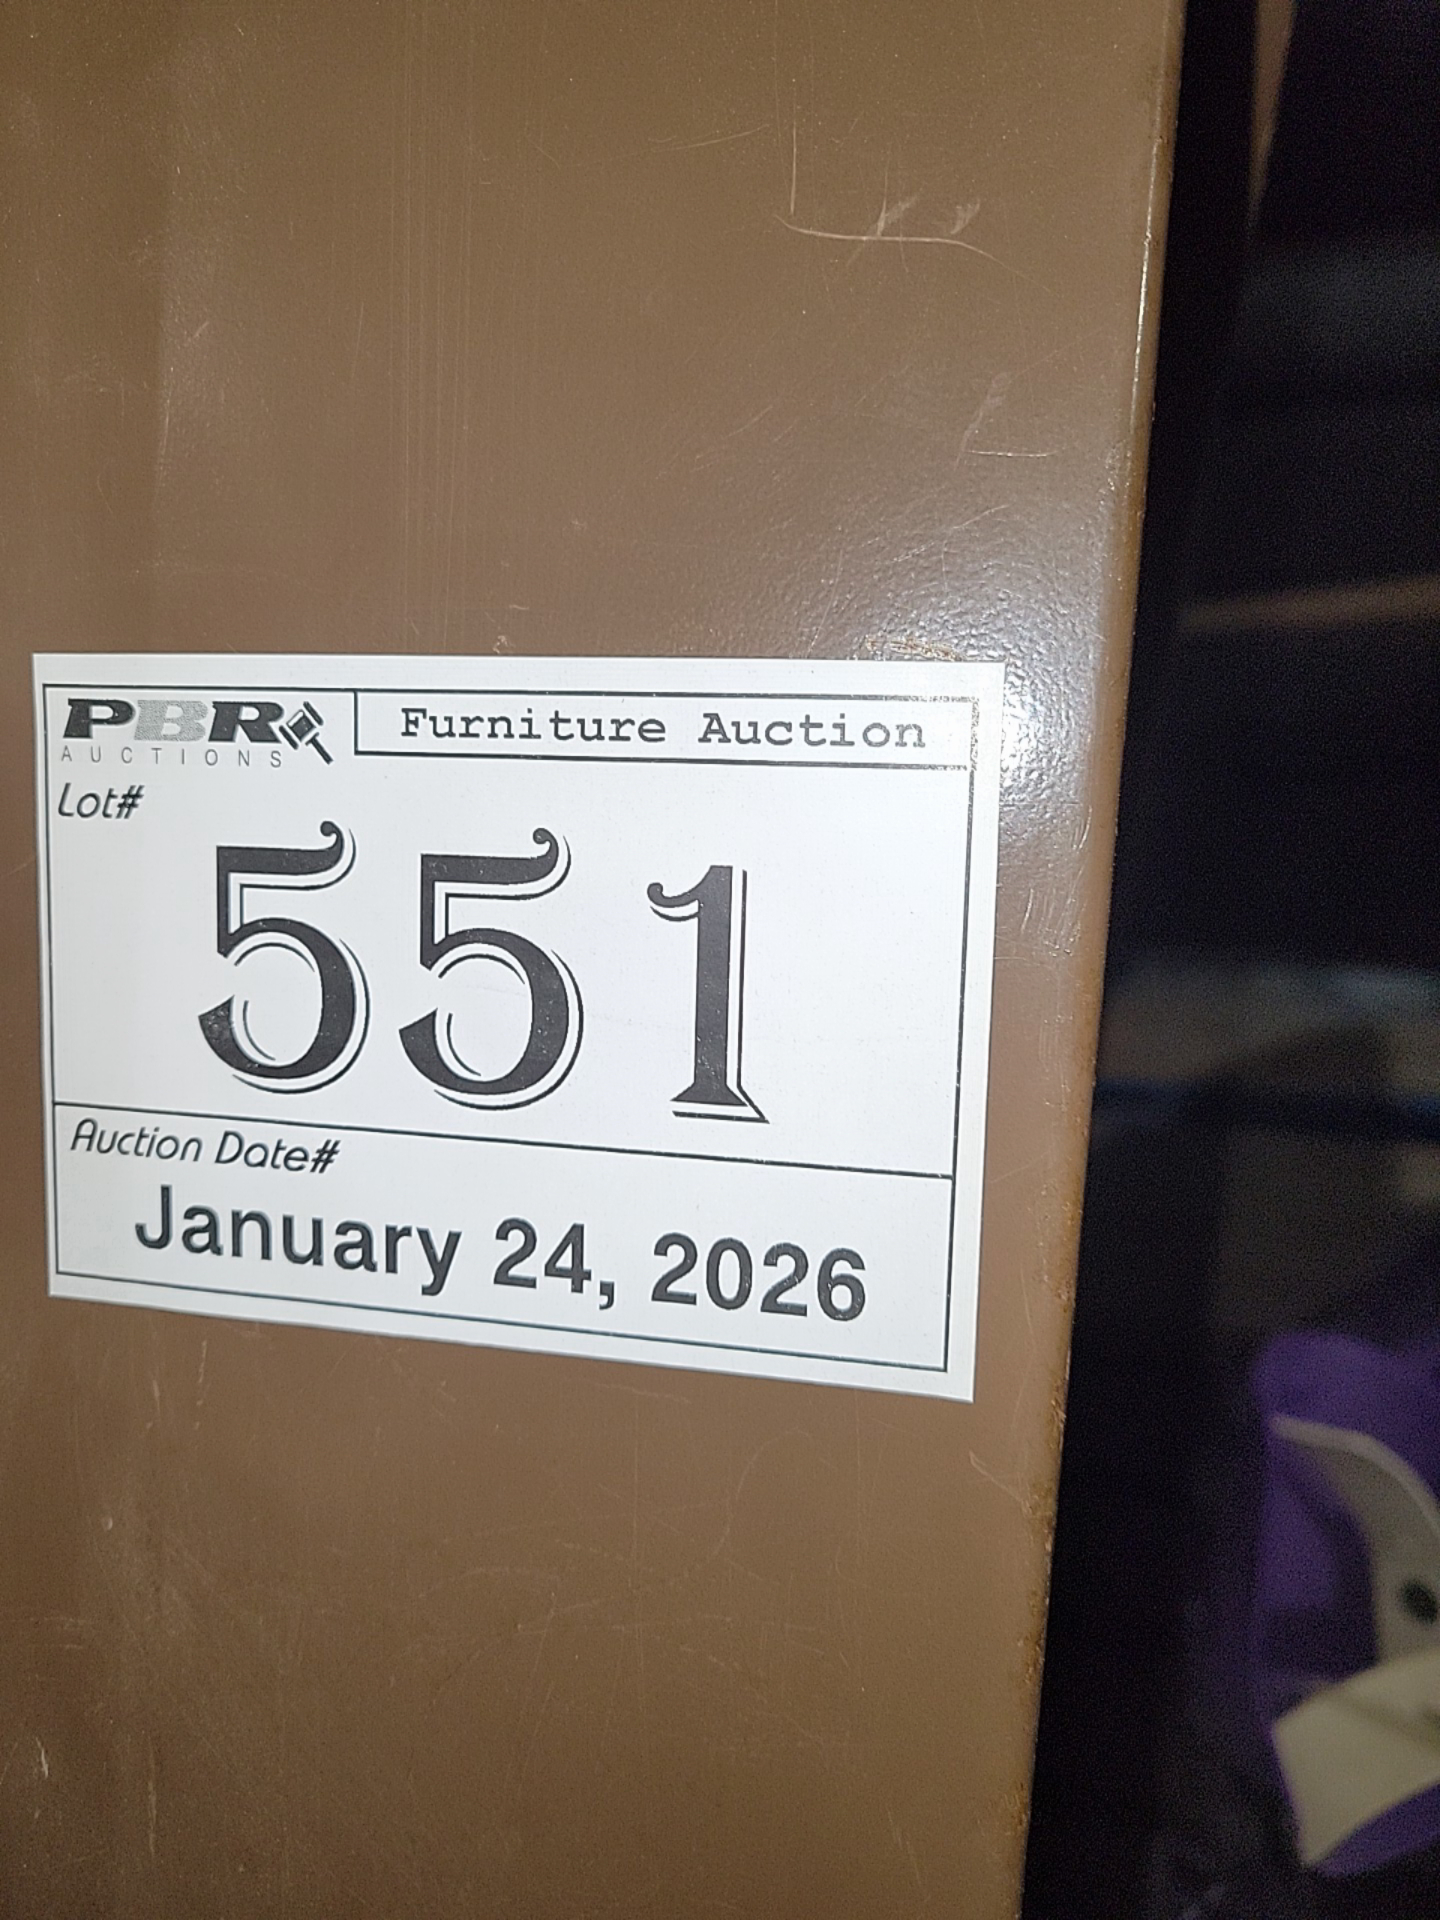 PBR
AUCTIONS
Furniture Auction
Lot#
551
Auction Date#
January 24, 2026